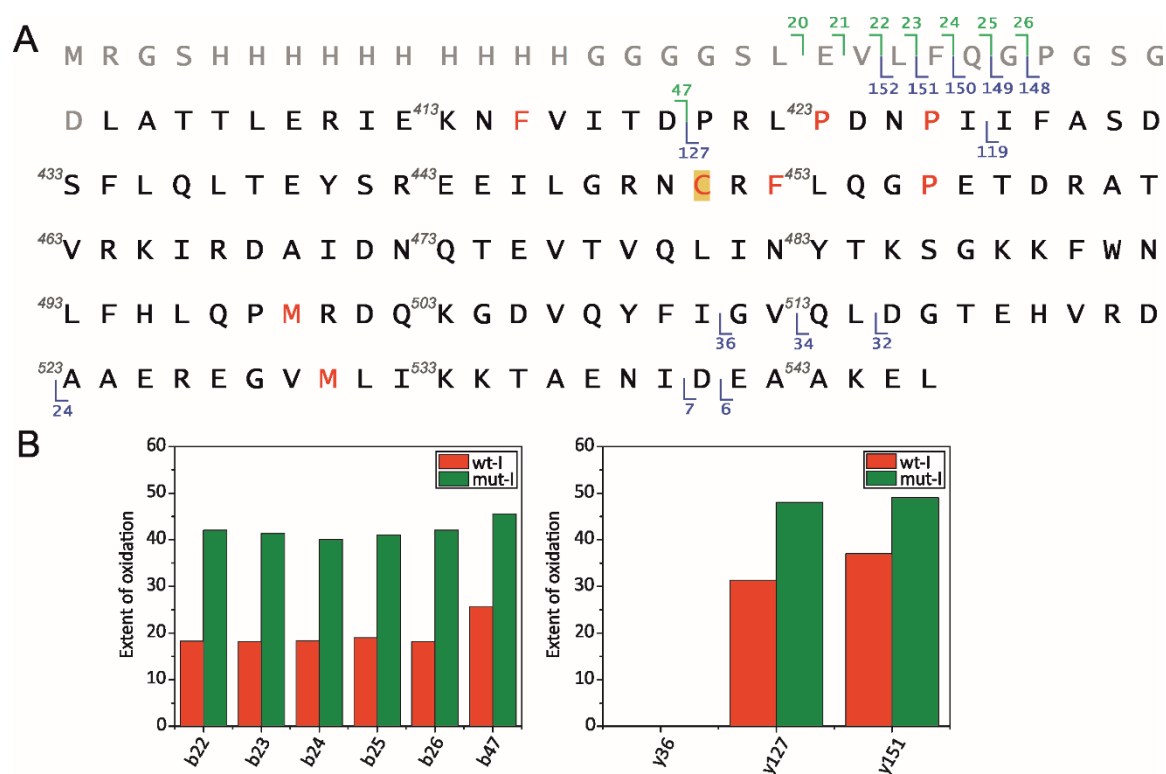 A
20 21 22 23 24 25 26
M R G S H H H H H H H H H H G G G G S L E V L F Q G P G S G
152 151 150 149 148
47
D L A T T L E R I E 413 K N F V I T D P R L 423 P D N P I I F A S D
127 119
433 S F L Q L T E Y S R 443 E E I L G R N C R F 453 L Q G P E T D R A T
463 V R K I R D A I D N 473 Q T E V T V Q L I N 483 Y T K S G K K F W N
493 L F H L Q P M R D Q 503 K G D V Q Y F I G V 513 Q L D G T E H V R D
36 34 32
523 A A E R E G V M L I 533 K K T A E N I D E A 543 A K E L
24 7 6
B
Extent of oxidation
60
50
40
30
20
10
0
wt-I
mut-I
b22 b23 b24 b25 b26 b47
Extent of oxidation
60
50
40
30
20
10
0
wt-I
mut-I
y36 y127 y151